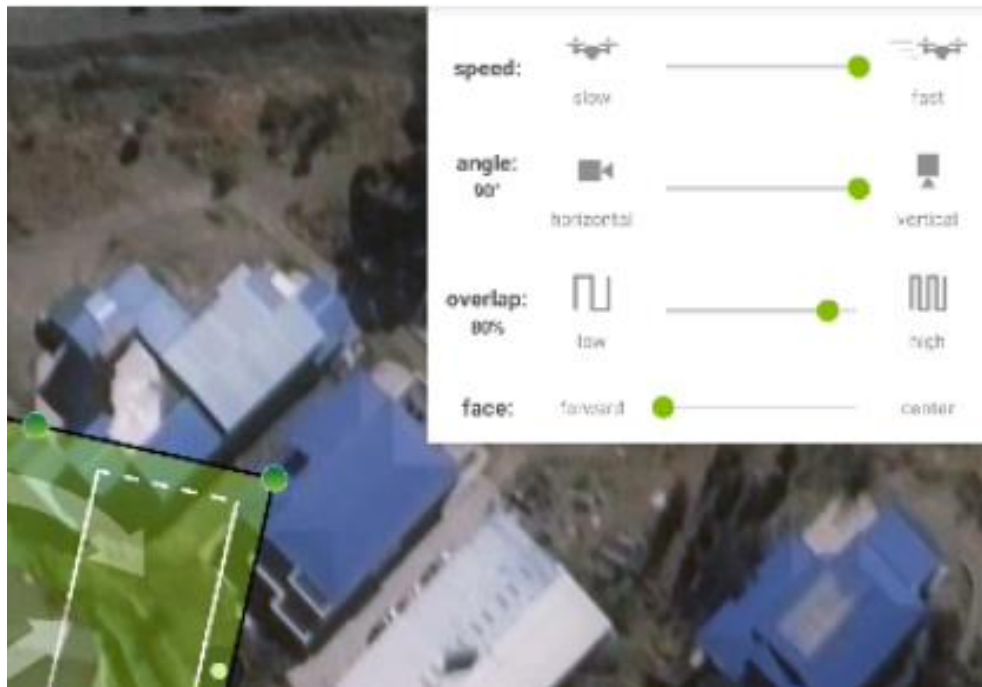 speed:
slow
fast
angle:
90°
horizontal
vertical
overlap:
80%
low
high
face:
forward
center